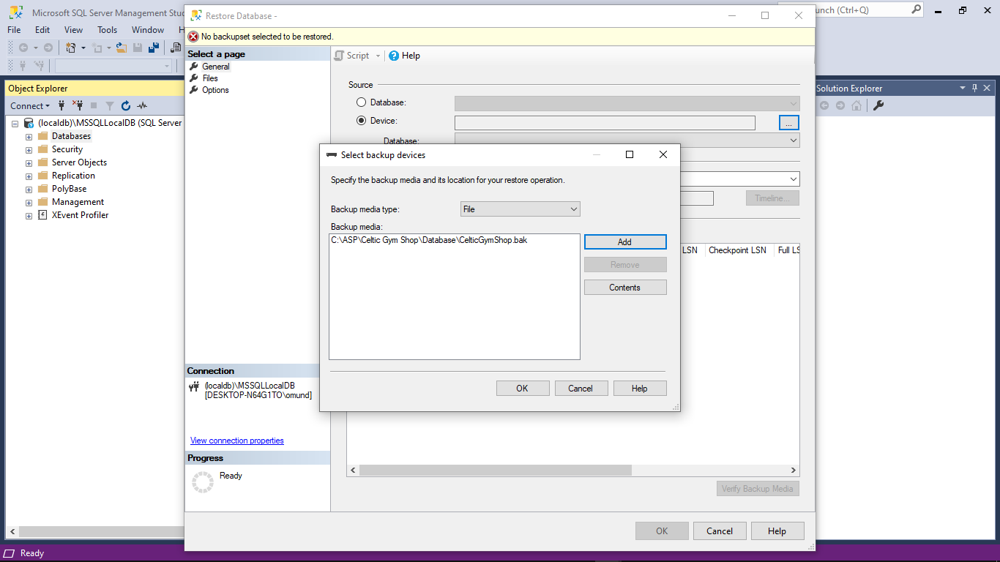 Microsoft SQL Server Management Stu
Restore Database -
unch (Ctrl+Q)
File Edit View Tools Window H
No backupset selected to be restored.
Select a page
General
Files
Options
Script
Help
Source
Database:
Device:
...
Database:
Timeline...
LSN Checkpoint LSN Full LS
Verify Backup Media
Object Explorer
Connect
(localdb)\MSSQLLocalDB (SQL Server
Databases
Security
Server Objects
Replication
PolyBase
Management
XEvent Profiler
Solution Explorer
Select backup devices
Specify the backup media and its location for your restore operation.
Backup media type:
File
Backup media:
C:\ASP\Celtic Gym Shop\Database\CelticGymShop.bak
Add
Remove
Contents
OK Cancel Help
Connection
(localdb)\MSSQLLocalDB
[DESKTOP-N64G1TO\omund]
View connection properties
Progress
Ready
OK Cancel Help
Ready